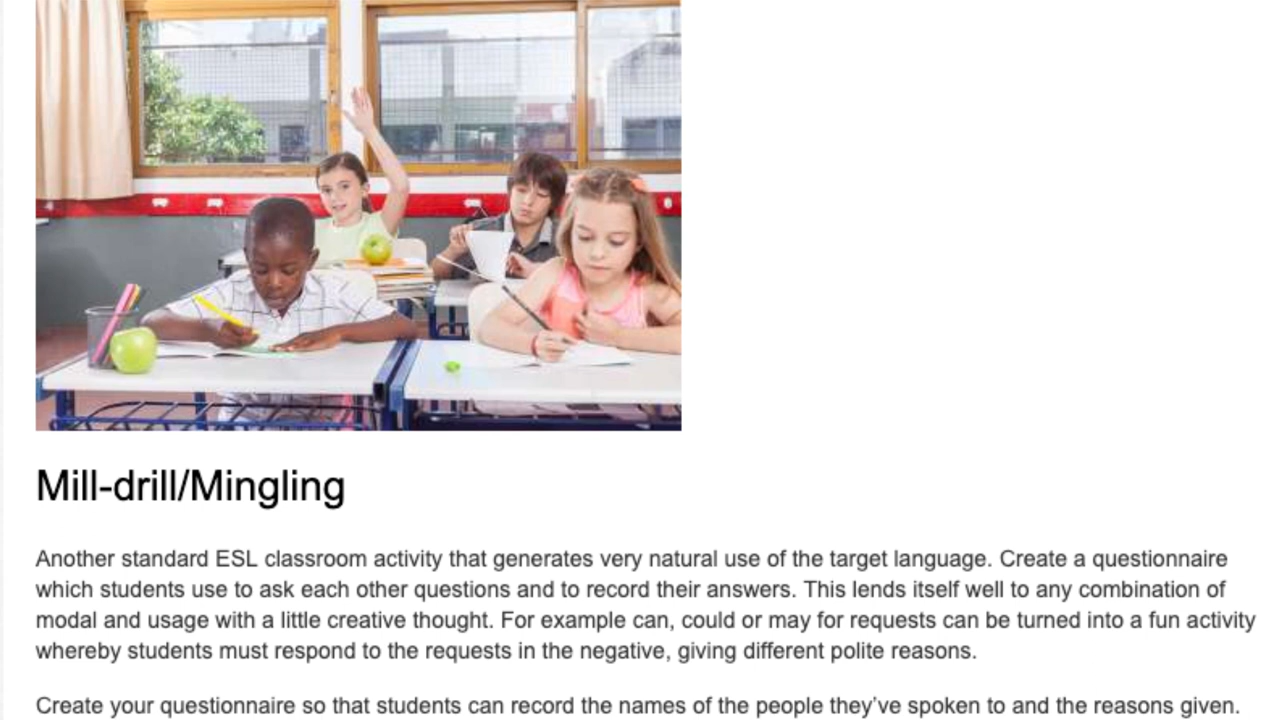 Mill-drill/Mingling
Another standard ESL classroom activity that generates very natural use of the target language. Create a questionnaire
which students use to ask each other questions and to record their answers. This lends itself well to any combination of
modal and usage with a little creative thought. For example can, could or may for requests can be turned into a fun activity
whereby students must respond to the requests in the negative, giving different polite reasons.
Create your questionnaire so that students can record the names of the people they’ve spoken to and the reasons given.